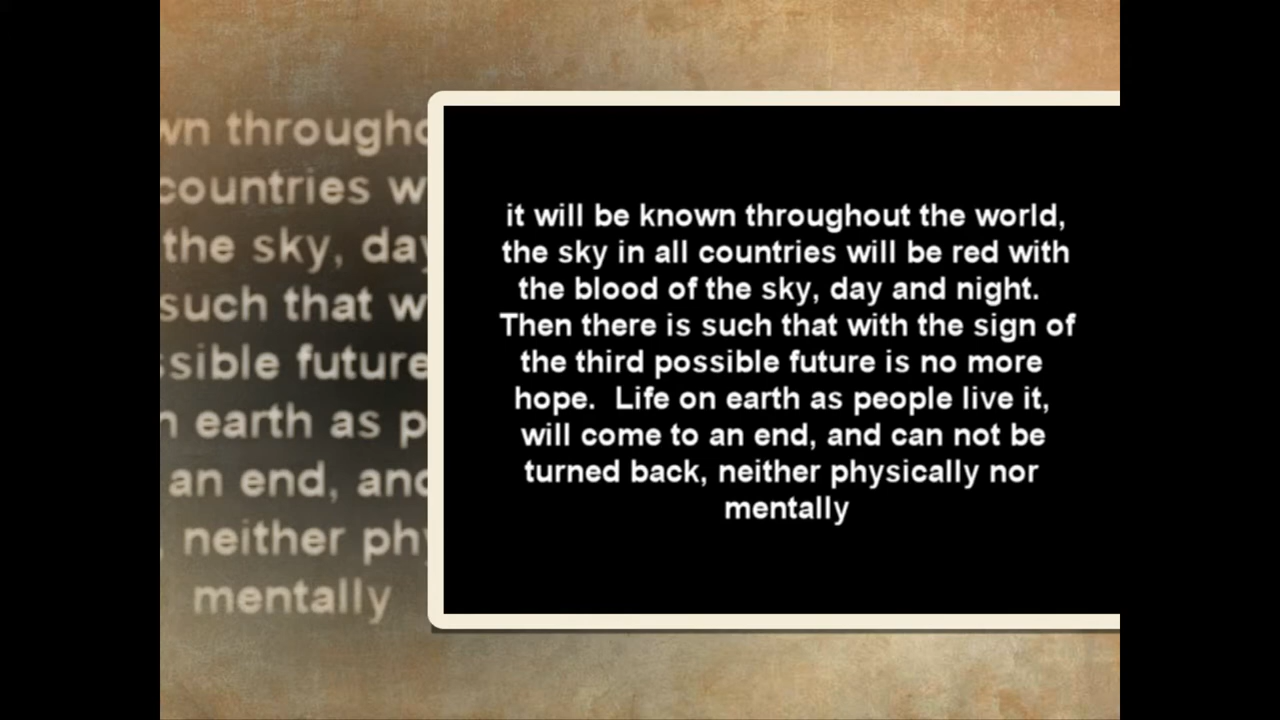 it will be known throughout the world,
the sky in all countries will be red with
the blood of the sky, day and night.
Then there is such that with the sign of
the third possible future is no more
hope.  Life on earth as people live it,
will come to an end, and can not be
turned back, neither physically nor
mentally